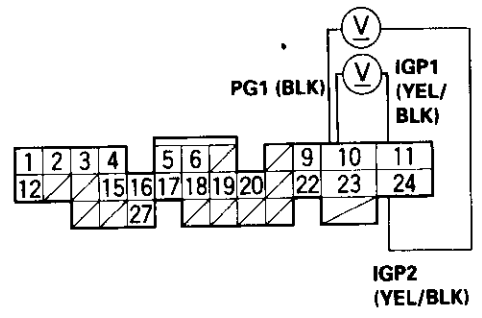 V
V
IGP1
(YEL/
BLK)
PG1 (BLK)
1 2 3 4 5 6 9 10 11
12 15 16 17 18 19 20 22 23 24
27
IGP2
(YEL/BLK)